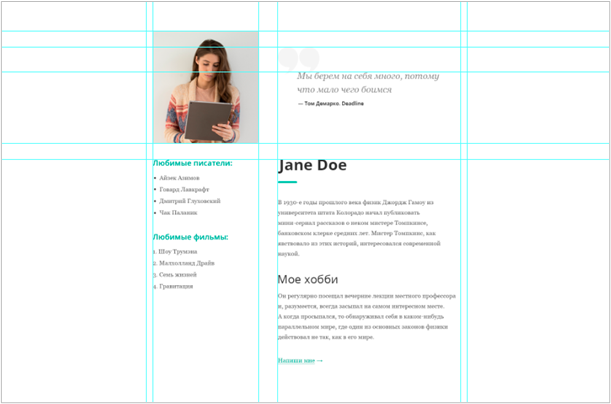 Мы берем на себя много, потому
что мало чего боимся
— Том Демарко. Deadline
Любимые писатели:
• Айзек Азимов
• Говард Лавкрафт
• Дмитрий Глуховский
• Чак Паланик
Любимые фильмы:
1. Шоу Трумэна
2. Малхолланд Драйв
3. Семь жизней
4. Гравитация
Jane Doe
В 1930-е годы прошлого века физик Джордж Гамоу из
университета штата Колорадо начал публиковать
мини-сериал рассказов о неком мистере Томпкинсе,
банковском клерке средних лет. Мистер Томпкинс, как
явствовало из этих историй, интересовался современной
наукой.
Мое хобби
Он регулярно посещал вечерние лекции местного профессора
и, разумеется, всегда засыпал на самом интересном месте.
А когда просыпался, то обнаруживал себя в каком-нибудь
параллельном мире, где один из основных законов физики
действовал не так, как в его мире.
Напиши мне →